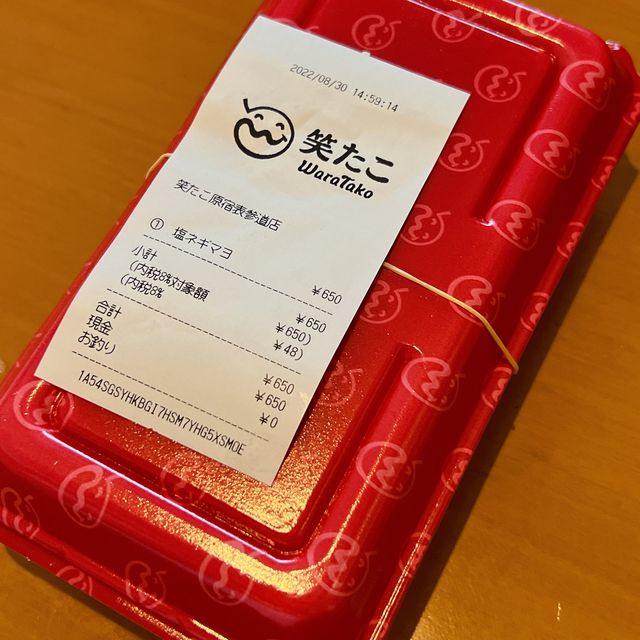 2022/08/30 14:59:14
笑たこ
WaraTako
笑たこ原宿表参道店
① 塩ネギマヨ
¥650
小計 ¥650
(内税8%対象額 ¥650)
(内税8% ¥48)
合計 ¥650
現金 ¥650
お釣り ¥0
1A54SGSYHKBGI7HSM7YHG5XSMOE